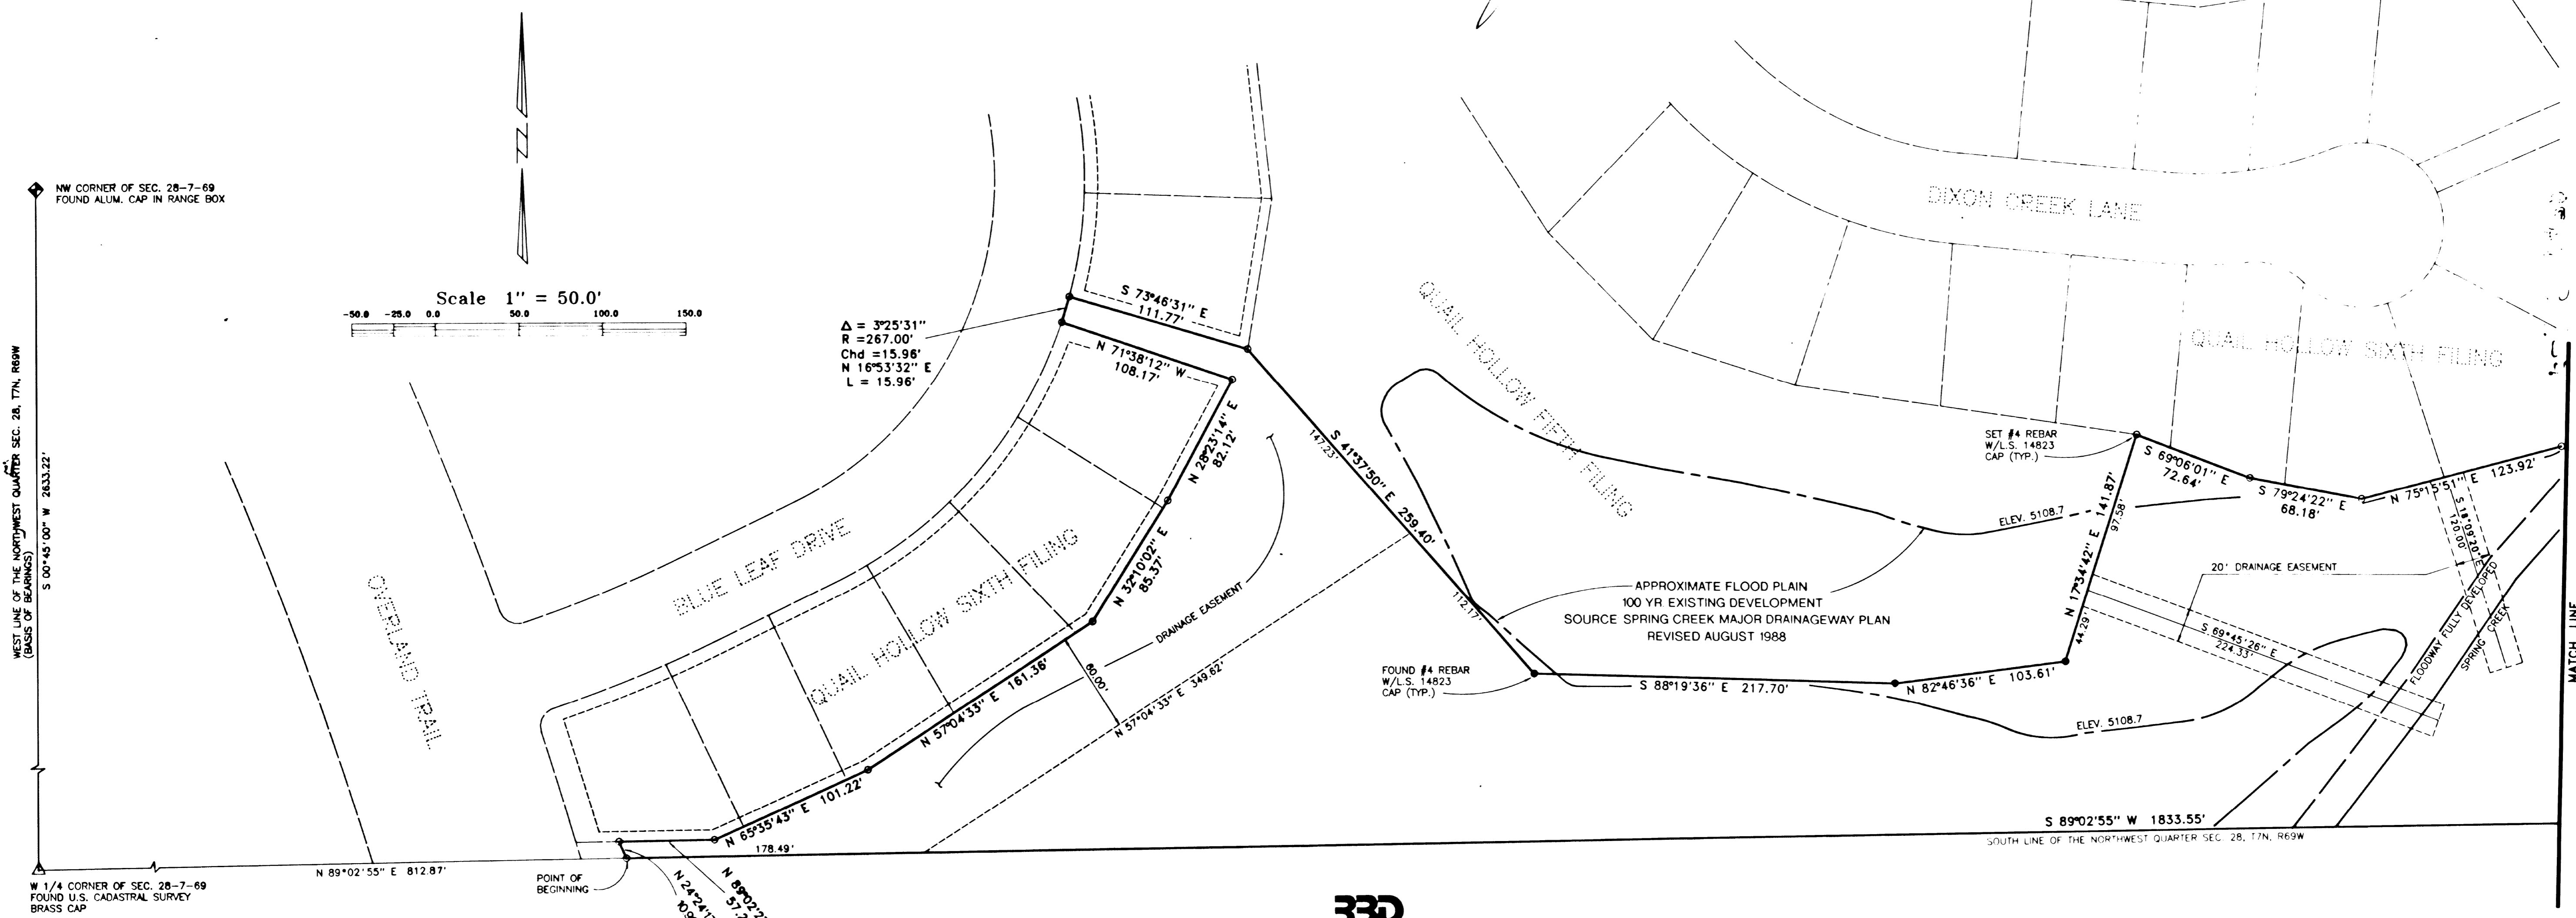 NW CORNER OF SEC. 28-7-69
FOUND ALUM. CAP IN RANGE BOX
WEST LINE OF THE NORTHWEST QUARTER SEC. 28, T7N, R69W
(BASIS OF BEARINGS)
S 00°45'00" W 2633.22'
N
Scale 1" = 50.0'
-50.0 -25.0 0.0 50.0 100.0 150.0
Δ = 3°25'31"
R =267.00'
Chd =15.96'
N 16°53'32" E
L = 15.96'
S 73°46'31" E
111.77'
N 71°38'12" W
108.17'
N 28°23'14" E
82.12'
N 32°10'02" E
85.37'
DRAINAGE EASEMENT
BLUE LEAF DRIVE
QUAIL HOLLOW SIXTH FILING
OVERLAND TRAIL
N 57°04'33" E 161.36'
60.00'
N 57°04'33" E 349.62'
N 65°35'43" E 101.22'
178.49'
N 89°02'55" E 812.87'
POINT OF
BEGINNING
W 1/4 CORNER OF SEC. 28-7-69
FOUND U.S. CADASTRAL SURVEY
BRASS CAP
S 41°37'50" E 259.40'
147.23'
112.17'
QUAIL HOLLOW FIFTH FILING
DIXON CREEK LANE
QUAIL HOLLOW SIXTH FILING
SET #4 REBAR
W/L.S. 14823
CAP (TYP.)
S 69°06'01" E
72.64'
S 79°24'22" E
68.18'
N 75°15'51" E 123.92'
S 18°09'20" E
120.00'
ELEV. 5108.7
N 17°34'42" E 141.87'
97.58'
44.29'
20' DRAINAGE EASEMENT
APPROXIMATE FLOOD PLAIN
100 YR EXISTING DEVELOPMENT
SOURCE SPRING CREEK MAJOR DRAINAGEWAY PLAN
REVISED AUGUST 1988
FOUND #4 REBAR
W/L.S. 14823
CAP (TYP.)
S 88°19'36" E 217.70'
N 82°46'36" E 103.61'
S 69°45'26" E
224.33'
ELEV. 5108.7
FLOODWAY FULLY DEVELOPED
SPRING CREEK
MATCH LINE
S 89°02'55" W 1833.55'
SOUTH LINE OF THE NORTHWEST QUARTER SEC. 28, T7N, R69W